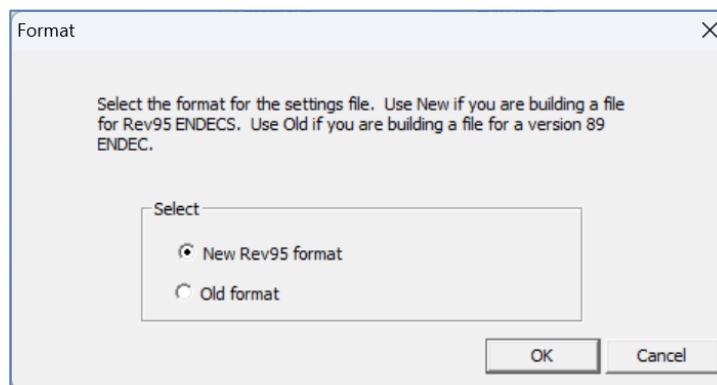 Format
Select the format for the settings file. Use New if you are building a file
for Rev95 ENDECS. Use Old if you are building a file for a version 89
ENDEC.
Select
New Rev95 format
Old format
OK
Cancel